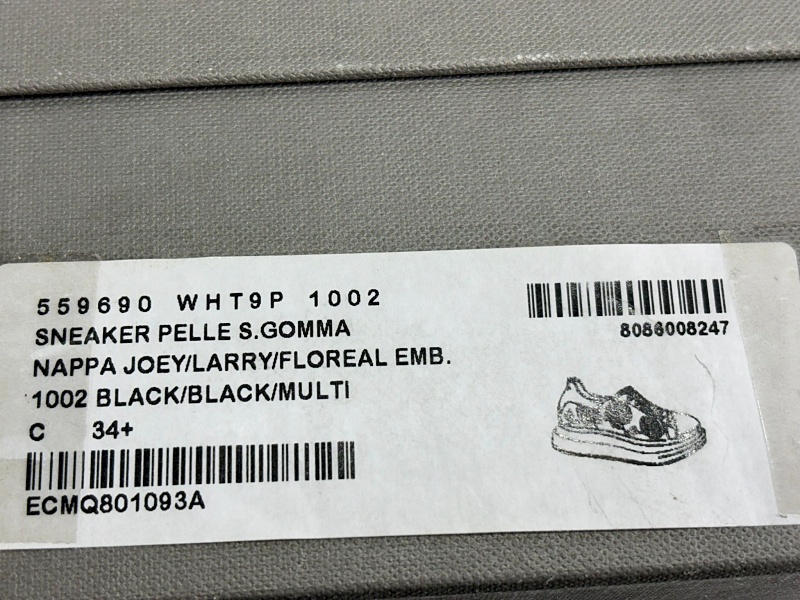 559690 WHT9P 1002
SNEAKER PELLE S.GOMMA
NAPPA JOEY/LARRY/FLOREAL EMB.
1002 BLACK/BLACK/MULTI
C 34+
ECMQ801093A
8086008247